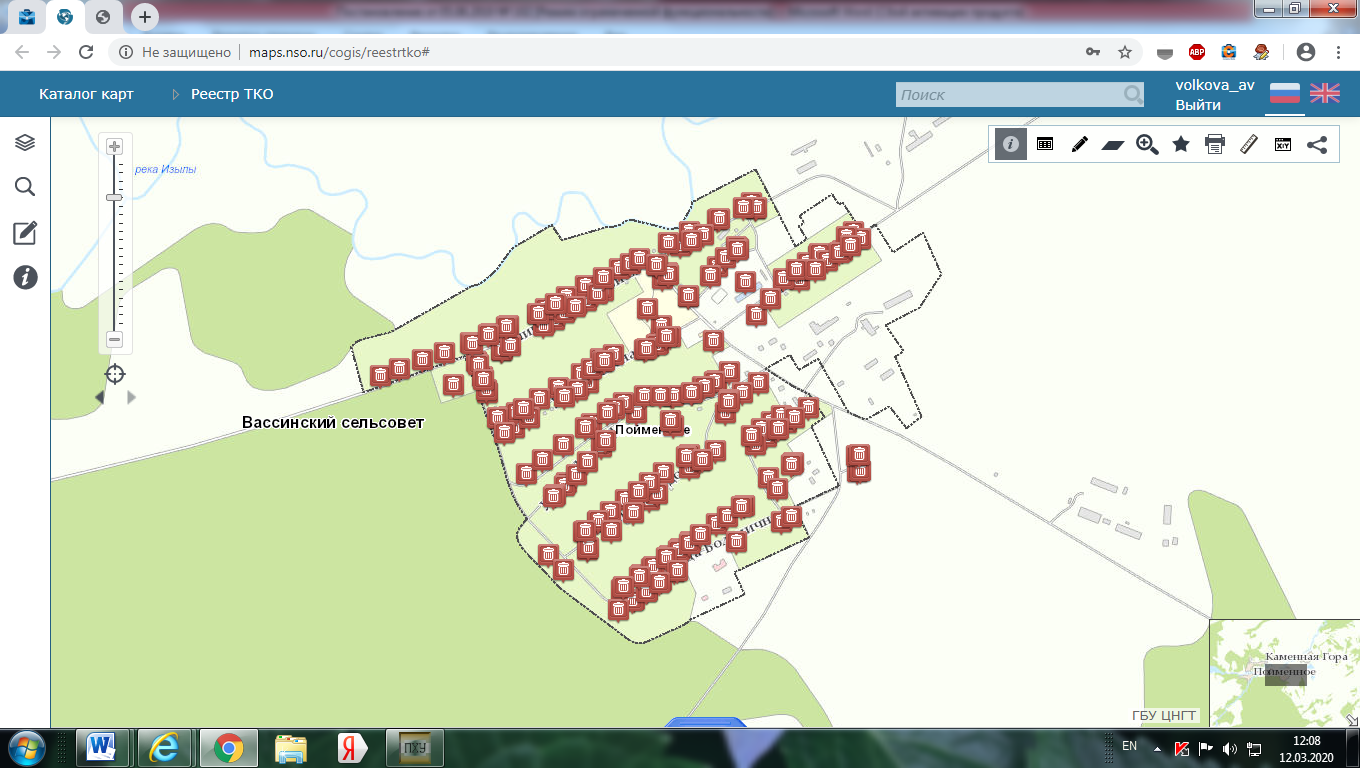 Не защищено
maps.nso.ru/cogis/reestrtko#
ABP
Каталог карт
Реестр ТКО
Поиск
volkova_av
Выйти
река Изылы
X/Y
Вассинский сельсовет
Каменная Гора
Пойменное
ГБУ ЦНГТ
EN
12:08
12.03.2020